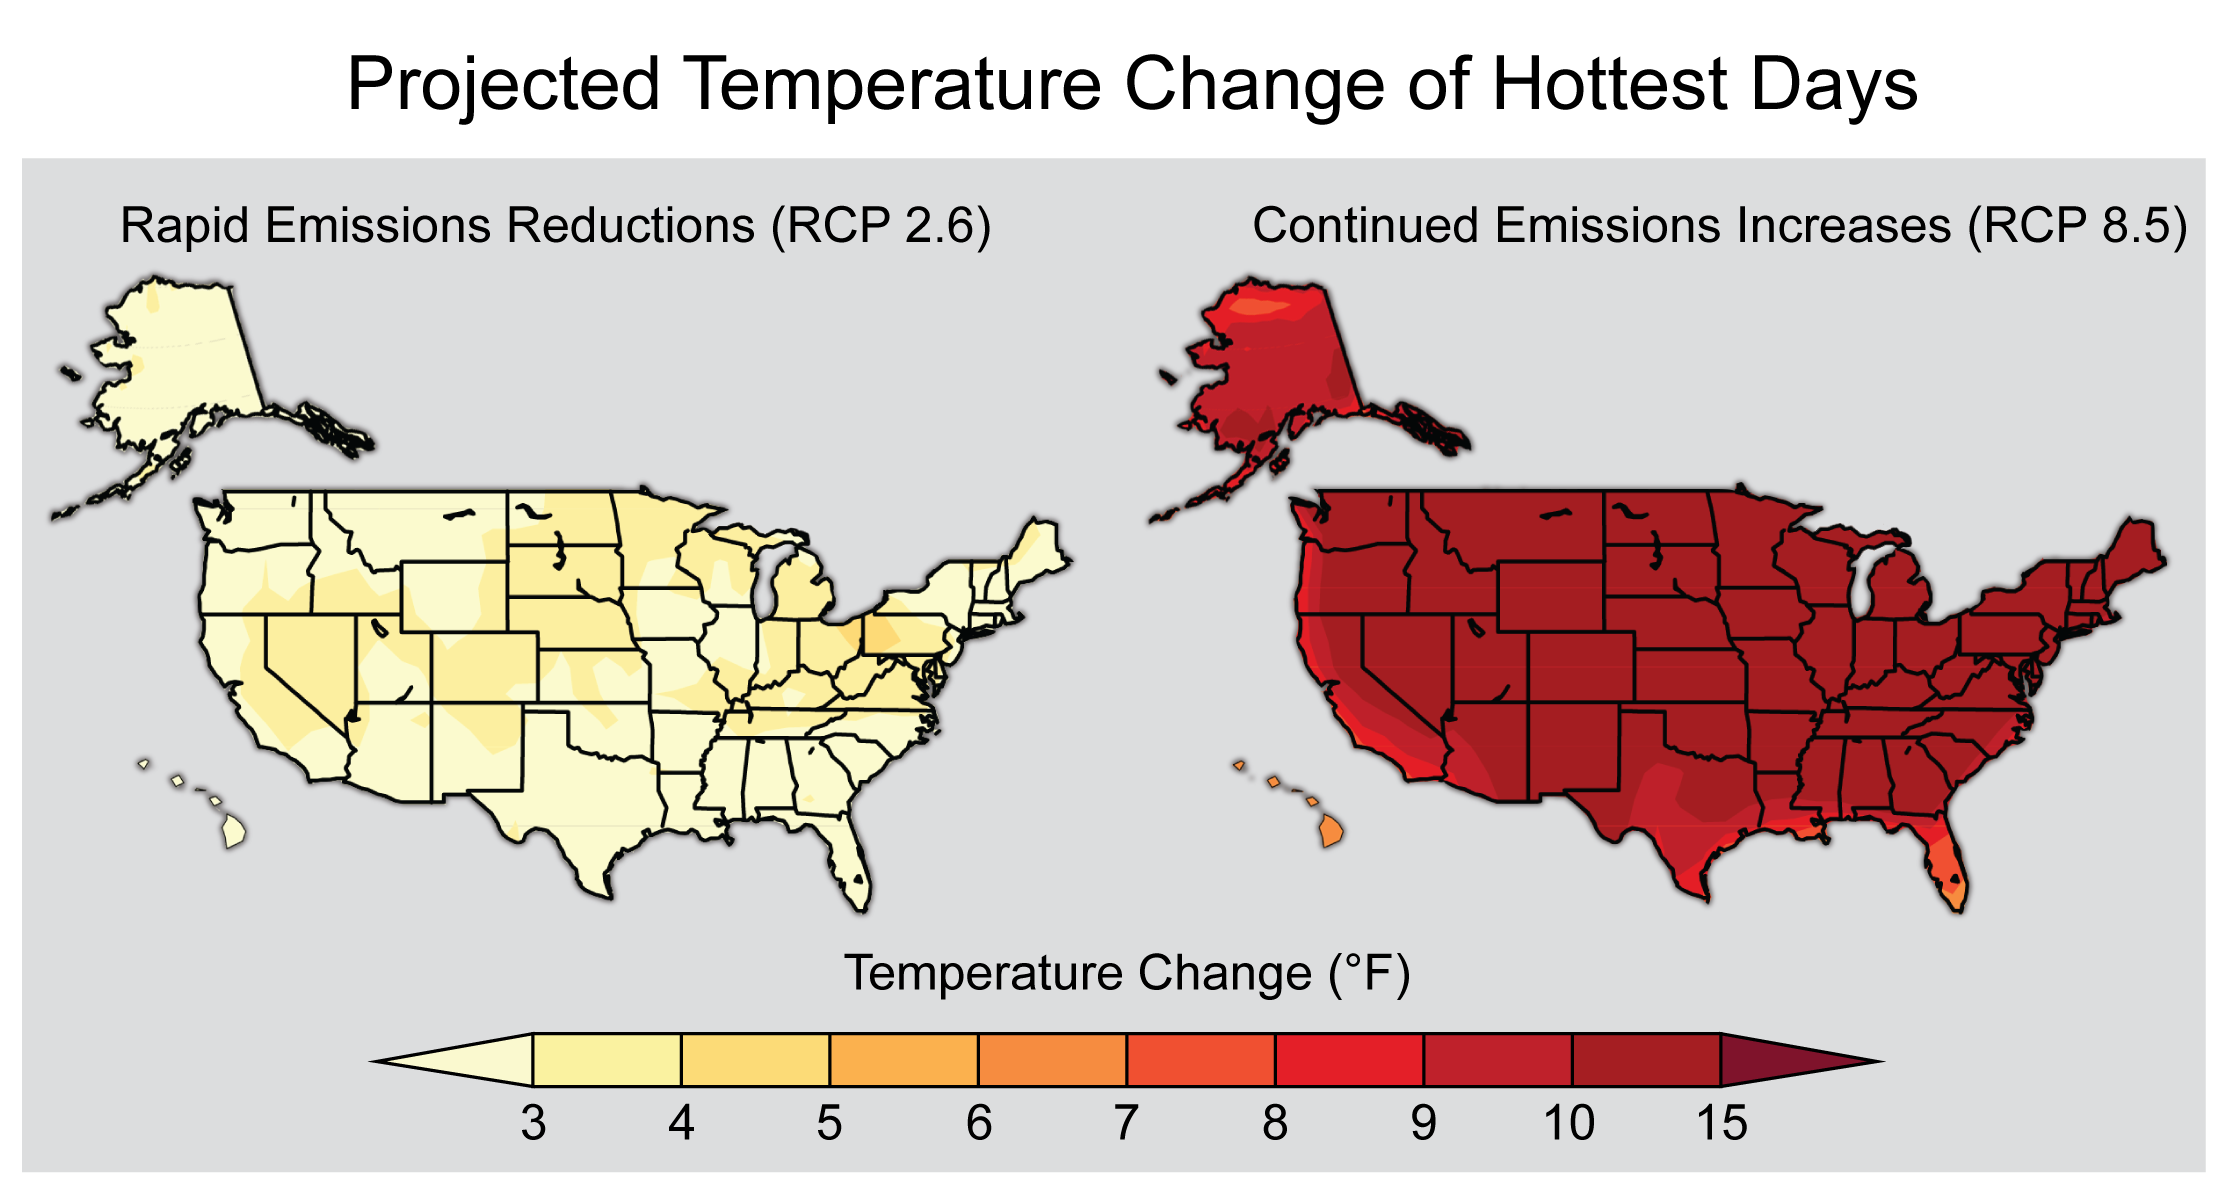 Projected Temperature Change of Hottest Days
Rapid Emissions Reductions (RCP 2.6)
Continued Emissions Increases (RCP 8.5)
Temperature Change (°F)
3 4 5 6 7 8 9 10 15